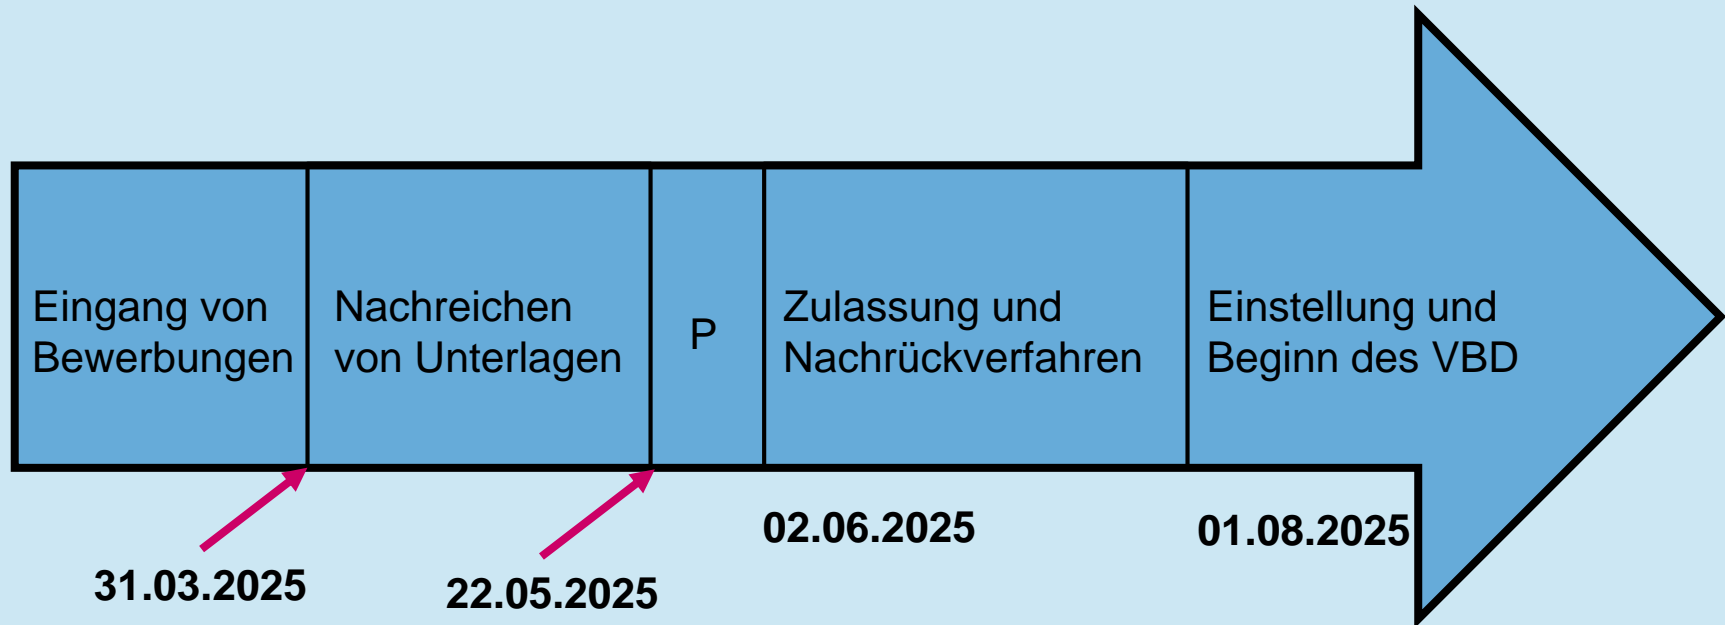 Eingang von
Bewerbungen
Nachreichen
von Unterlagen
P
Zulassung und
Nachrückverfahren
Einstellung und
Beginn des VBD
31.03.2025
22.05.2025
02.06.2025
01.08.2025